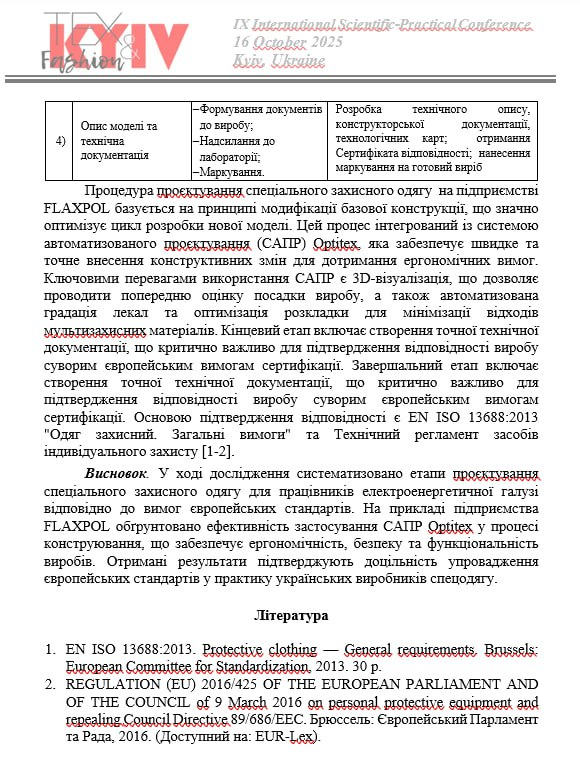 TEX
&
KYIV
Fashion
IX International Scientific-Practical Conference
16 October 2025
Kyiv, Ukraine
4)
Опис моделі та
технічна
документація
–Формування документів
до виробу;
–Надсилання до
лабораторії;
–Маркування.
Розробка технічного опису,
конструкторської документації,
технологічних карт; отримання
Сертифіката відповідності; нанесення
маркування на готовий виріб
Процедура проєктування спеціального захисного одягу на підприємстві
FLAXPOL базується на принципі модифікації базової конструкції, що значно
оптимізує цикл розробки нової моделі. Цей процес інтегрований із системою
автоматизованого проєктування (САПР) Optitex, яка забезпечує швидке та
точне внесення конструктивних змін для дотримання ергономічних вимог.
Ключовими перевагами використання САПР є 3D-візуалізація, що дозволяє
проводити попередню оцінку посадки виробу, а також автоматизована
градація лекал та оптимізація розкладки для мінімізації відходів
мультизахисних матеріалів. Кінцевий етап включає створення точної технічної
документації, що критично важливо для підтвердження відповідності виробу
суворим європейським вимогам сертифікації. Завершальний етап включає
створення точної технічної документації, що критично важливо для
підтвердження відповідності виробу суворим європейським вимогам
сертифікації. Основою підтвердження відповідності є EN ISO 13688:2013
"Одяг захисний. Загальні вимоги" та Технічний регламент засобів
індивідуального захисту [1-2].
Висновок. У ході дослідження систематизовано етапи проєктування
спеціального захисного одягу для працівників електроенергетичної галузі
відповідно до вимог європейських стандартів. На прикладі підприємства
FLAXPOL обґрунтовано ефективність застосування САПР Optitex у процесі
конструювання, що забезпечує ергономічність, безпеку та функціональність
виробів. Отримані результати підтверджують доцільність упровадження
європейських стандартів у практику українських виробників спецодягу.
Література
1. EN ISO 13688:2013. Protective clothing — General requirements. Brussels:
European Committee for Standardization, 2013. 30 p.
2. REGULATION (EU) 2016/425 OF THE EUROPEAN PARLIAMENT AND
OF THE COUNCIL of 9 March 2016 on personal protective equipment and
repealing Council Directive 89/686/EEC. Брюссель: Європейський Парламент
та Рада, 2016. (Доступний на: EUR-Lex).